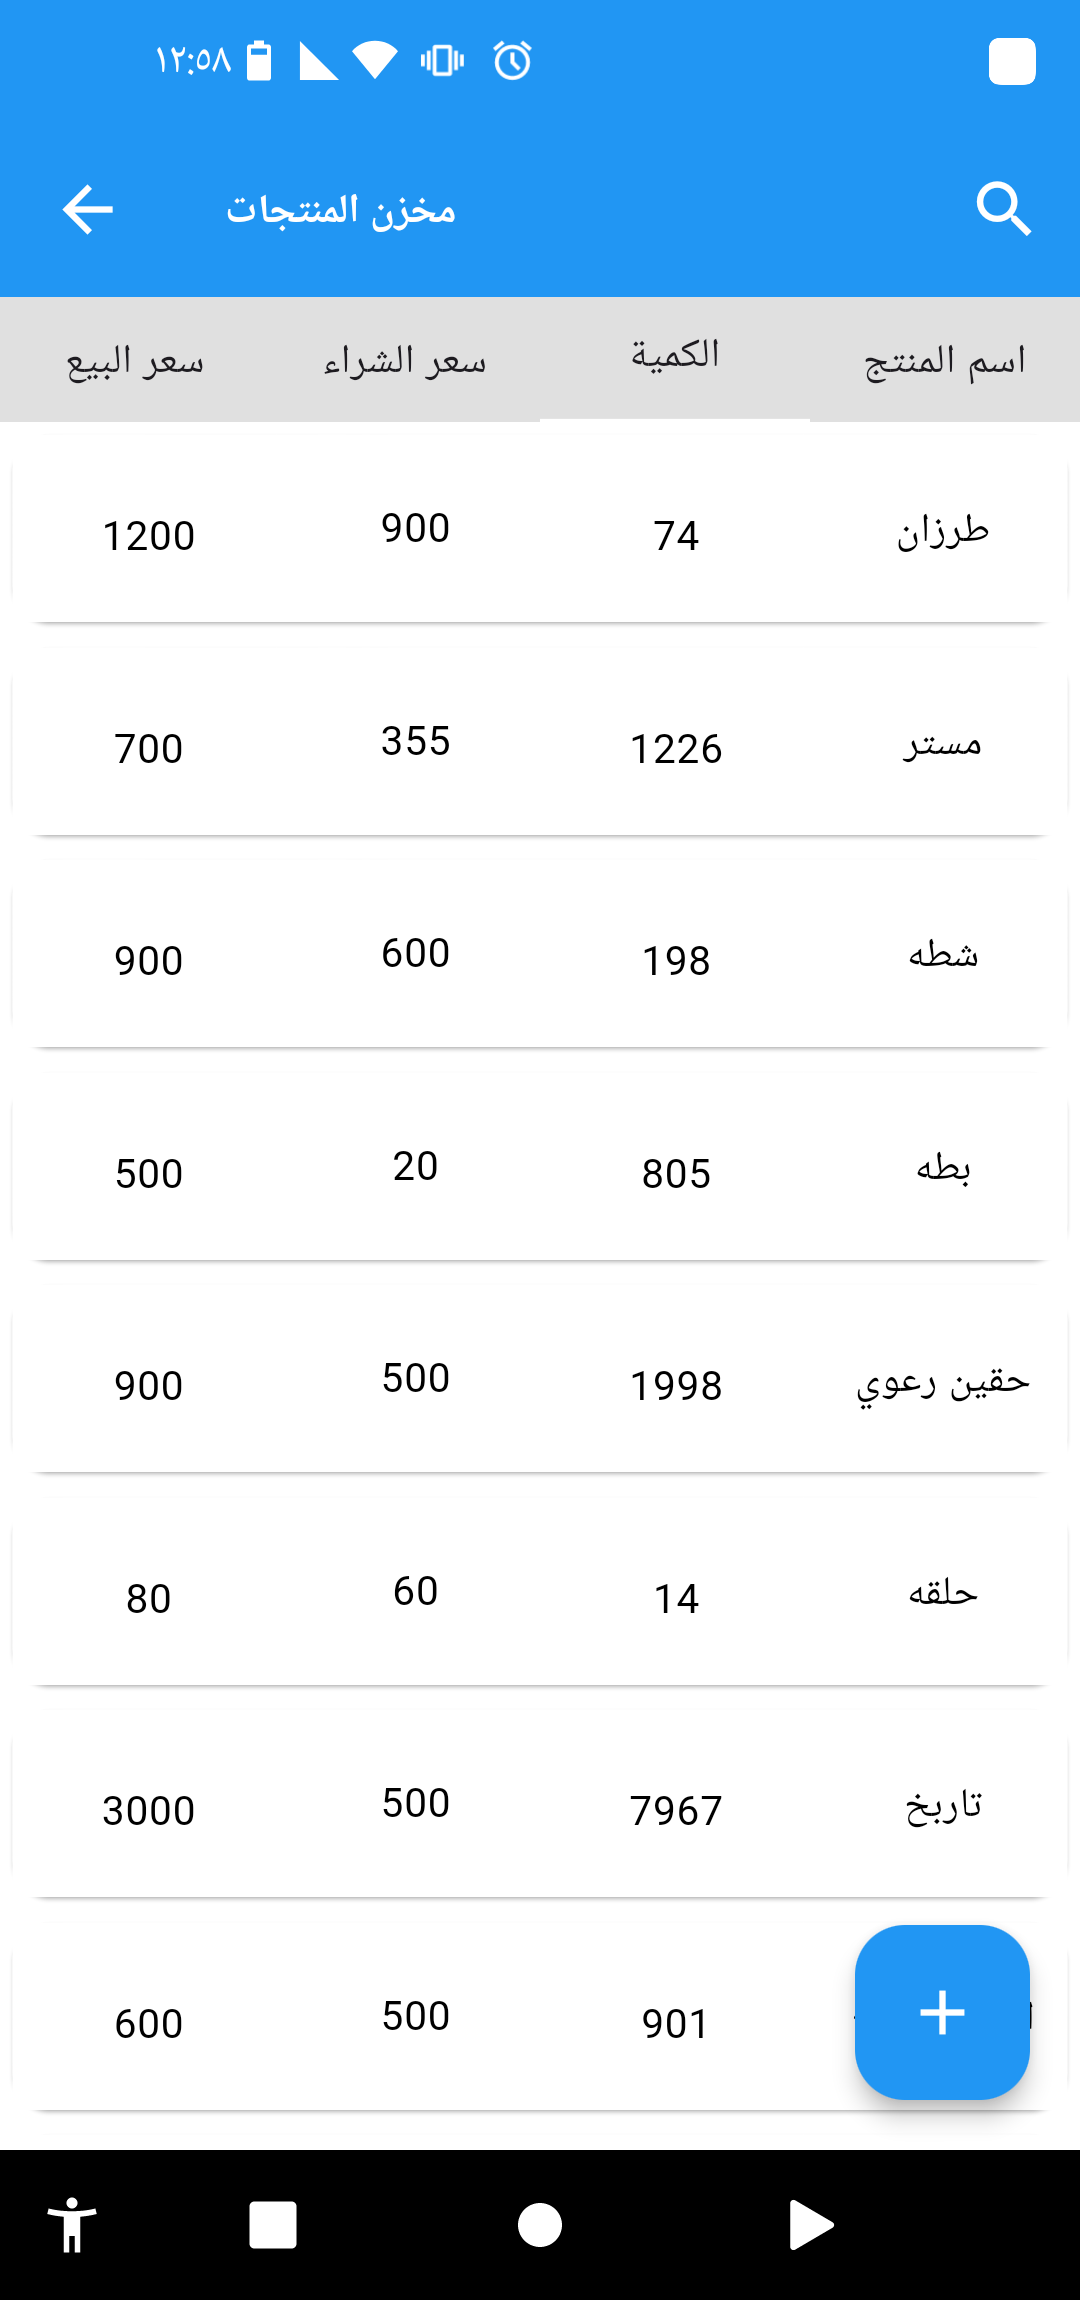 ١٢:٥٨
مخزن المنتجات
اسم المنتج الكمية سعر الشراء سعر البيع
طرزان 74 900 1200
مستر 1226 355 700
شطه 198 600 900
بطه 805 20 500
حقين رعوي 1998 500 900
حلقه 14 60 80
تاريخ 7967 500 3000
901 500 600